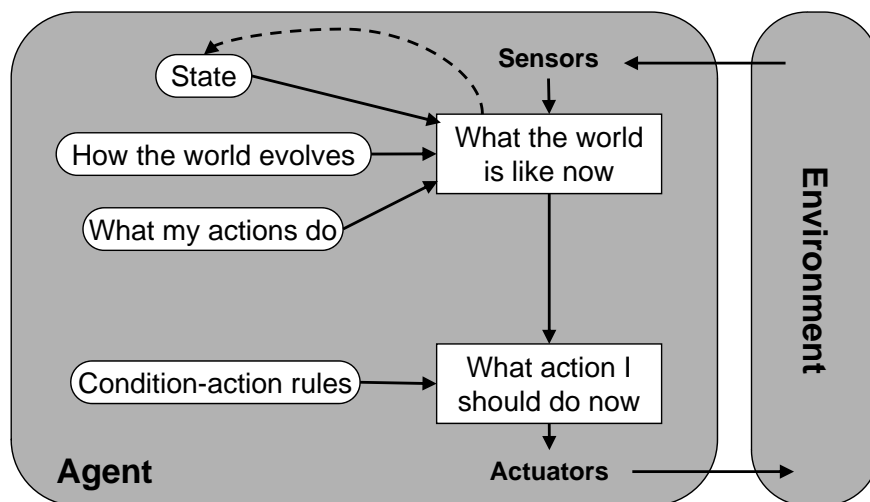 Sensors
State
What the world
is like now
How the world evolves
What my actions do
Environment
What action I
should do now
Condition-action rules
Agent
Actuators